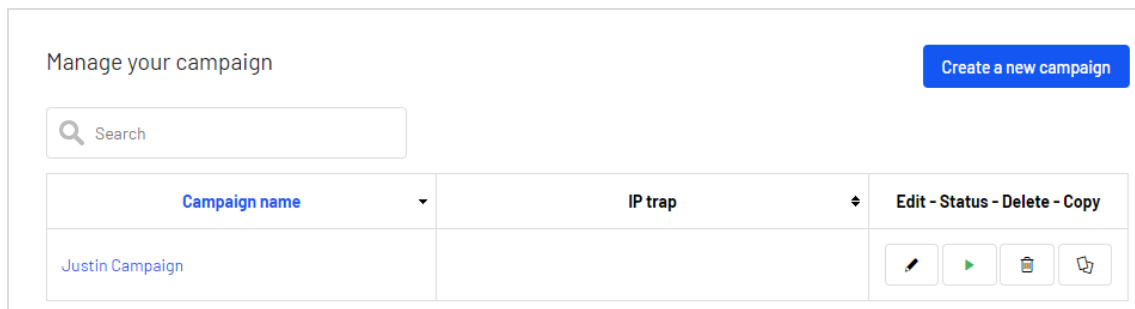 Manage your campaign
Create a new campaign
Search
Campaign name
IP trap
Edit - Status - Delete - Copy
Justin Campaign